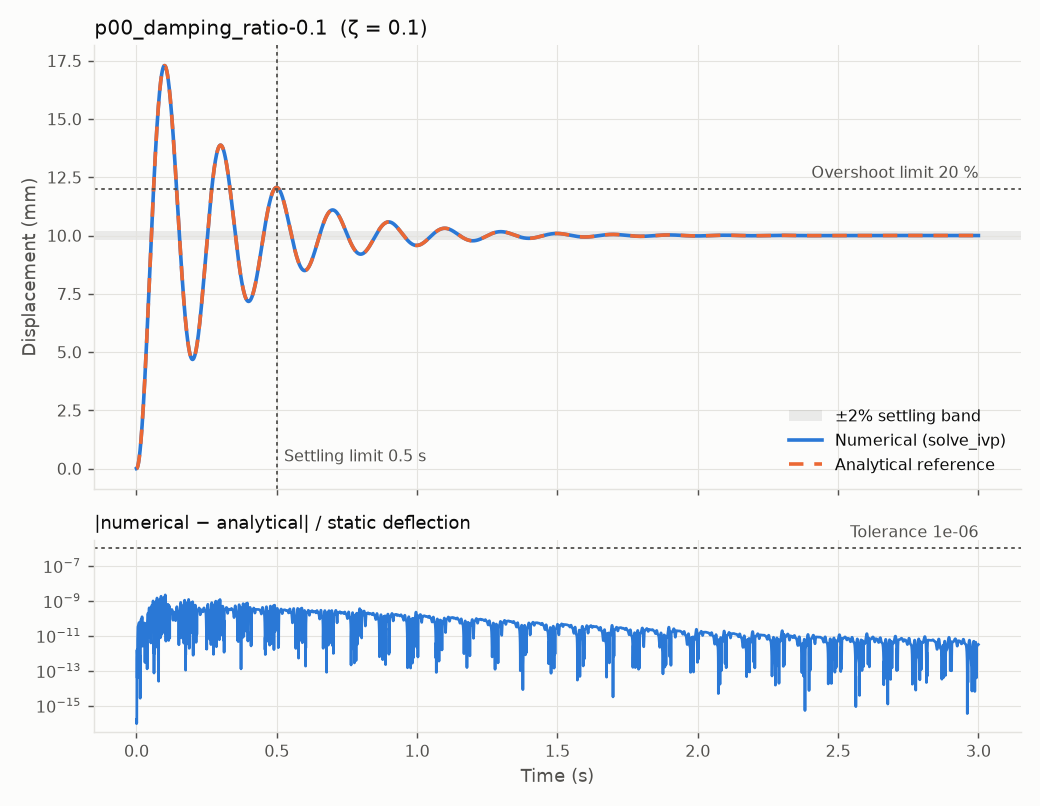 p00_damping_ratio-0.1  (ζ = 0.1)
17.5
15.0
12.5
10.0
7.5
5.0
2.5
0.0
Displacement (mm)
Overshoot limit 20 %
Settling limit 0.5 s
±2% settling band
Numerical (solve_ivp)
Analytical reference
|numerical − analytical| / static deflection
Tolerance 1e-06
10⁻⁷
10⁻⁹
10⁻¹¹
10⁻¹³
10⁻¹⁵
0.0 0.5 1.0 1.5 2.0 2.5 3.0
Time (s)